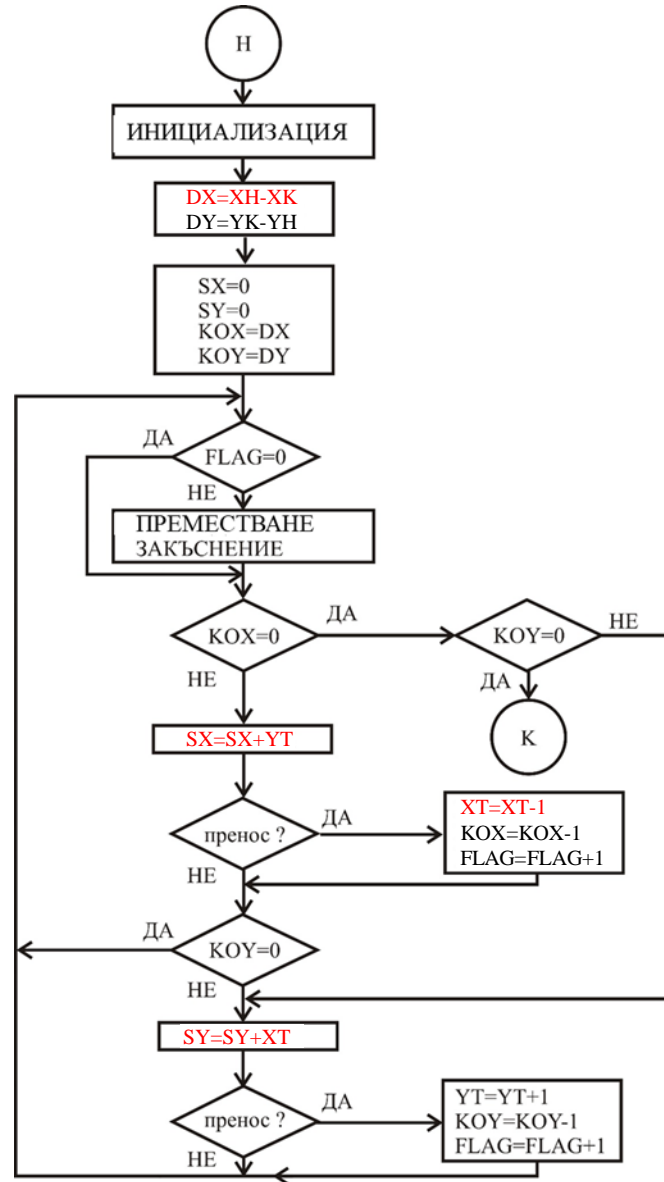 Н
ИНИЦИАЛИЗАЦИЯ
DX=XH-XK
DY=YK-YH
SX=0
SY=0
KOX=DX
KOY=DY
ДА
FLAG=0
НЕ
ПРЕМЕСТВАНЕ
ЗАКЪСНЕНИЕ
KOX=0
ДА
KOY=0
НЕ
НЕ
ДА
К
SX=SX+YT
пренос ?
ДА
XT=XT-1
KOX=KOX-1
FLAG=FLAG+1
НЕ
ДА
KOY=0
НЕ
SY=SY+XT
пренос ?
ДА
YT=YT+1
KOY=KOY-1
FLAG=FLAG+1
НЕ